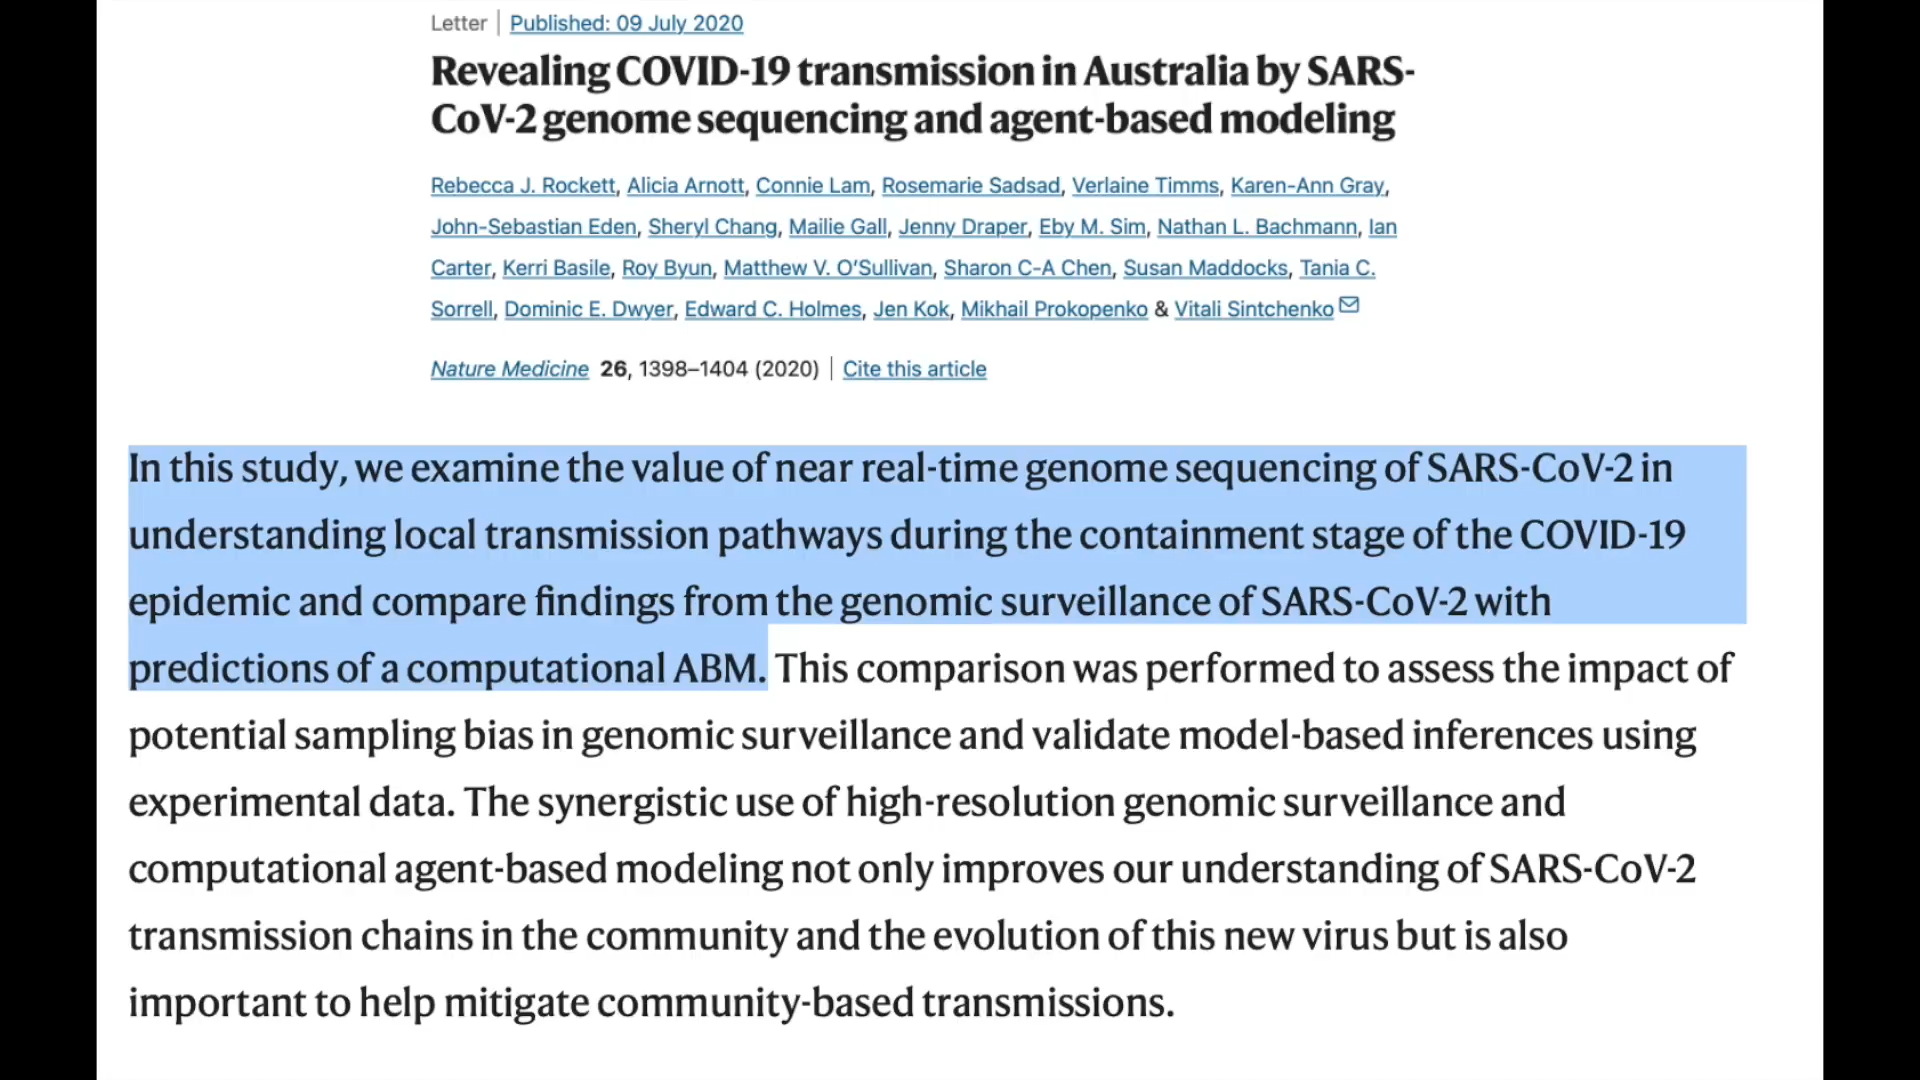 Letter | Published: 09 July 2020
Revealing COVID-19 transmission in Australia by SARS-
CoV-2 genome sequencing and agent-based modeling
Rebecca J. Rockett, Alicia Arnott, Connie Lam, Rosemarie Sadsad, Verlaine Timms, Karen-Ann Gray,
John-Sebastian Eden, Sheryl Chang, Mailie Gall, Jenny Draper, Eby M. Sim, Nathan L. Bachmann, Ian
Carter, Kerri Basile, Roy Byun, Matthew V. O’Sullivan, Sharon C-A Chen, Susan Maddocks, Tania C.
Sorrell, Dominic E. Dwyer, Edward C. Holmes, Jen Kok, Mikhail Prokopenko & Vitali Sintchenko
Nature Medicine 26, 1398–1404 (2020) | Cite this article
In this study, we examine the value of near real-time genome sequencing of SARS-CoV-2 in
understanding local transmission pathways during the containment stage of the COVID-19
epidemic and compare findings from the genomic surveillance of SARS-CoV-2 with
predictions of a computational ABM. This comparison was performed to assess the impact of
potential sampling bias in genomic surveillance and validate model-based inferences using
experimental data. The synergistic use of high-resolution genomic surveillance and
computational agent-based modeling not only improves our understanding of SARS-CoV-2
transmission chains in the community and the evolution of this new virus but is also
important to help mitigate community-based transmissions.